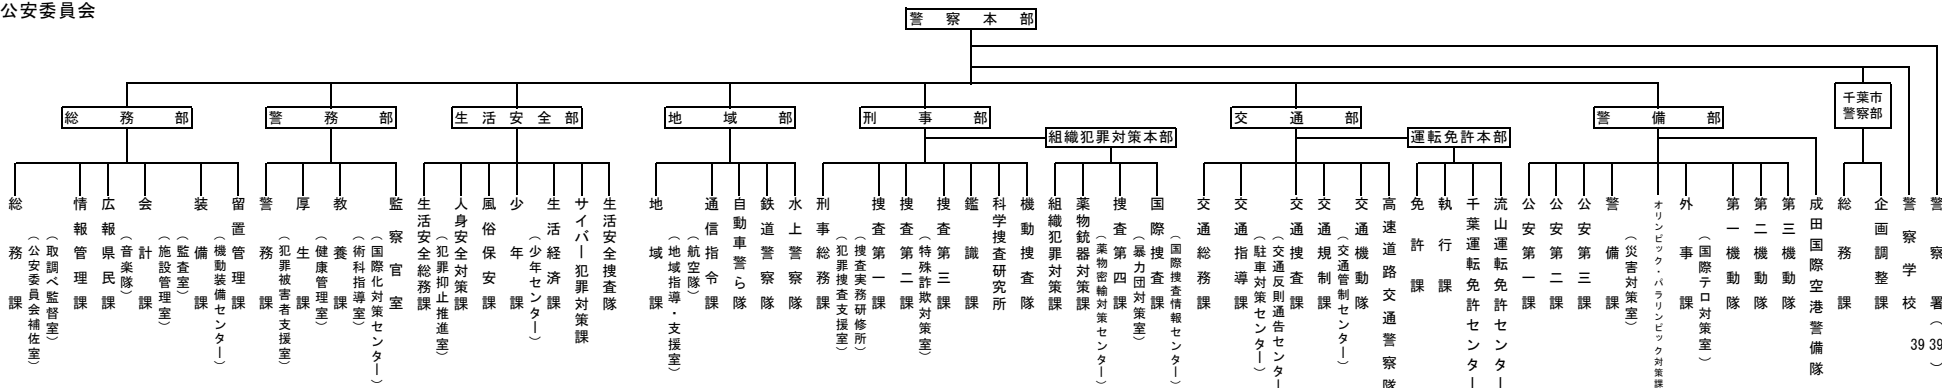 公安委員会
警察本部
総務部
警務部
生活安全部
地域部
刑事部
組織犯罪対策本部
交通部
運転免許本部
警備部
千葉市
警察部
総務課
（公安委員会補佐室）
（取調べ監督室）
情報管理課
広報県民課
（音楽隊）
会計課
（施設管理室）
（監査室）
装備課
（機動装備センター）
留置管理課
警務課
（犯罪被害者支援室）
厚生課
（健康管理室）
教養課
（術科指導室）
（国際化対策センター）
監察官室
生活安全総務課
（犯罪抑止推進室）
人身安全対策課
風俗保安課
少年課
（少年センター）
生活経済課
サイバー犯罪対策課
生活安全捜査隊
地域課
（地域指導・支援室）
（航空隊）
通信指令課
自動車警ら隊
鉄道警察隊
水上警察隊
刑事総務課
（犯罪捜査支援室）
（捜査実務研修所）
捜査第一課
捜査第二課
（特殊詐欺対策室）
捜査第三課
鑑識課
科学捜査研究所
機動捜査隊
組織犯罪対策課
薬物銃器対策課
（薬物密輸対策センター）
捜査第四課
（暴力団対策室）
国際捜査課
（国際捜査情報センター）
交通総務課
交通指導課
（駐車対策センター）
（交通反則通告センター）
交通捜査課
交通規制課
（交通管制センター）
交通機動隊
高速道路交通警察隊
免許課
執行課
千葉運転免許センター
流山運転免許センター
公安第一課
公安第二課
公安第三課
警備課
（災害対策室）
オリンピック・パラリンピック対策課
外事課
（国際テロ対策室）
第一機動隊
第二機動隊
第三機動隊
成田国際空港警備隊
総務課
企画調整課
警察学校
39
警察署（39）